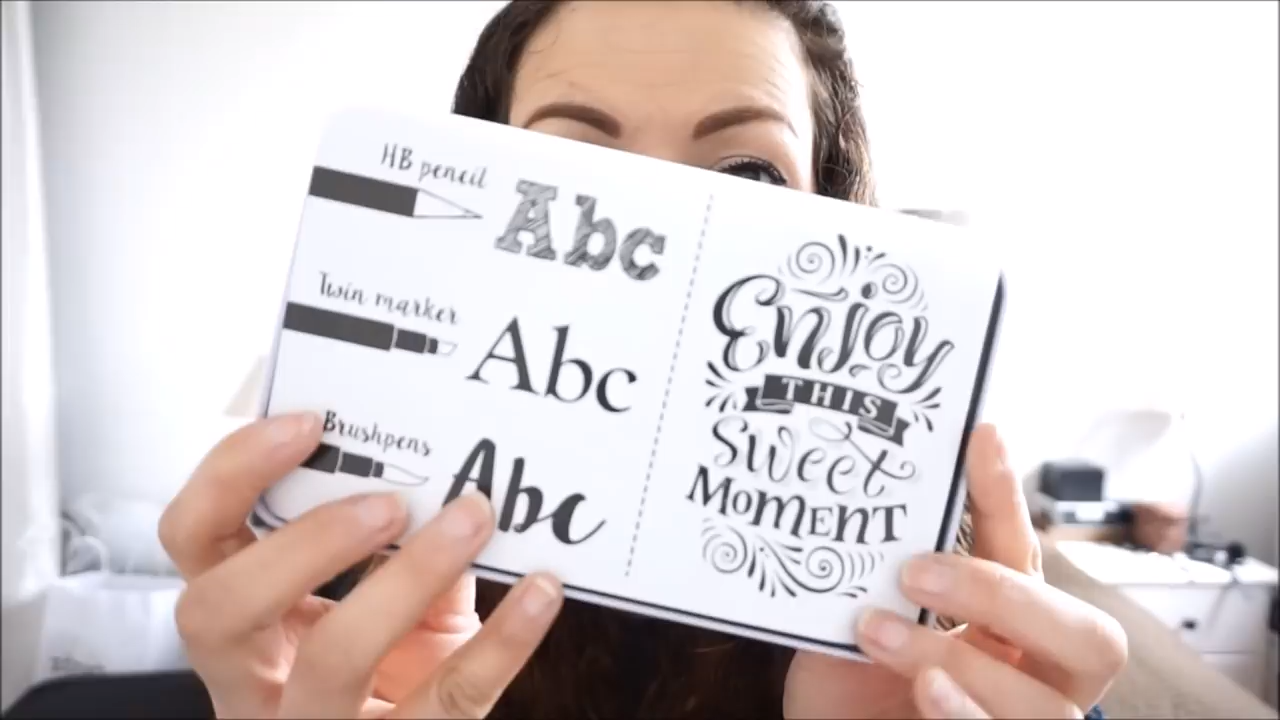 HB pencil
Abc
Twin marker
Abc
Brushpens
Abc
Enjoy
THIS
Sweet
MOMENT